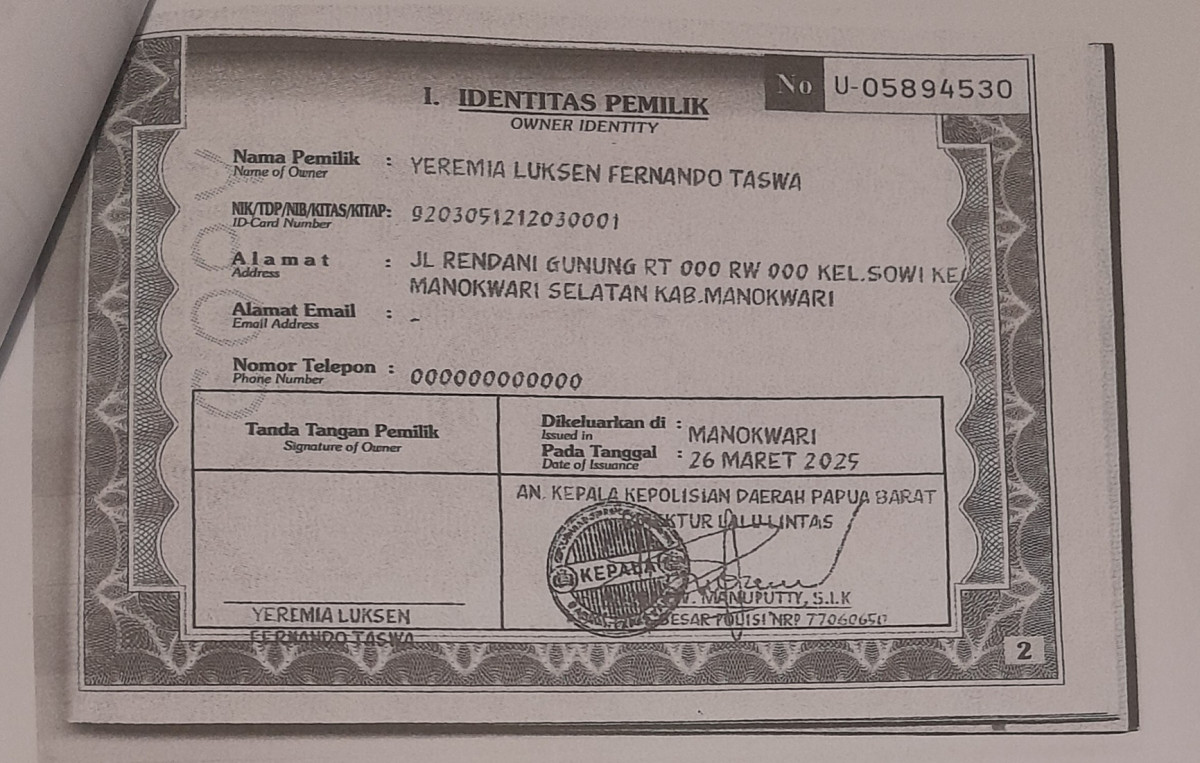 No U-05894530
I. IDENTITAS PEMILIK
OWNER IDENTITY
Nama Pemilik : YEREMIA LUKSEN FERNANDO TASWA
Name of Owner
NIK/TDP/NIB/KITAS/KITAP: 9203051212030001
ID-Card Number
Alamat : JL RENDANI GUNUNG RT 000 RW 000 KEL.SOWI
Address
MANOKWARI SELATAN KAB.MANOKWARI
Alamat Email : -
Email Address
Nomor Telepon : 000000000000
Phone Number
Tanda Tangan Pemilik
Signature of Owner
Dikeluarkan di : MANOKWARI
Issued in
Pada Tanggal : 26 MARET 2025
Date of Issuance
AN. KEPALA KEPOLISIAN DAERAH PAPUA BARAT
LALU LINTAS
KEPALA
MANUPUTTY, S.I.K
POLISI NRP
YEREMIA LUKSEN
FERNANDO TASWA
2